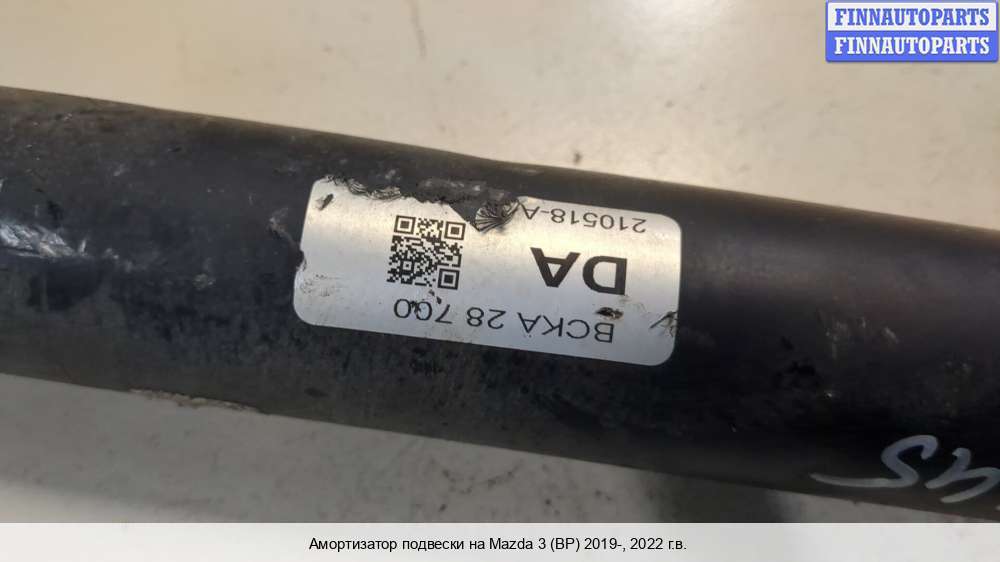 FINNAUTOPARTS
FINNAUTOPARTS
BCKA 28 700
DA
210518-A
Амортизатор подвески на Mazda 3 (BP) 2019-, 2022 г.в.